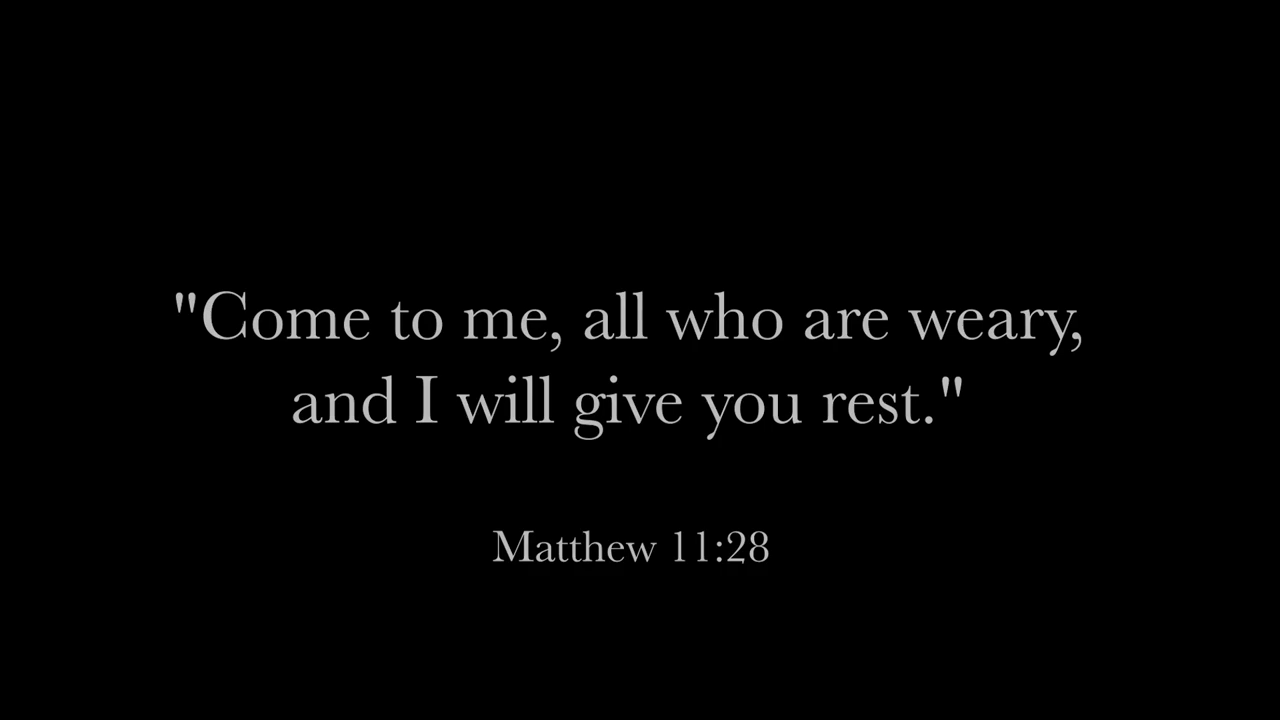 "Come to me, all who are weary,
and I will give you rest."
Matthew 11:28